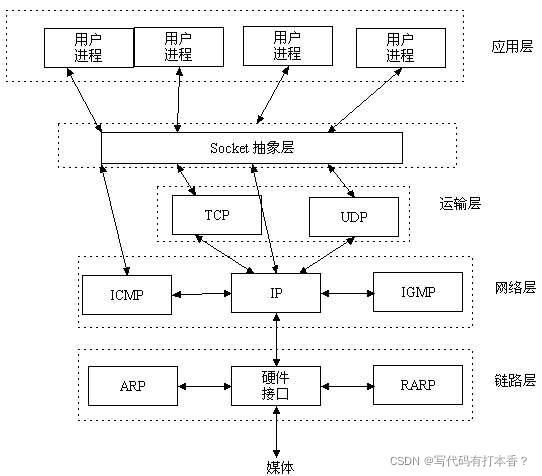 用户
进程
用户
进程
用户
进程
用户
进程
应用层
Socket 抽象层
TCP
UDP
运输层
ICMP
IP
IGMP
网络层
ARP
硬件
接口
RARP
链路层
媒体
CSDN @写代码有打本香？